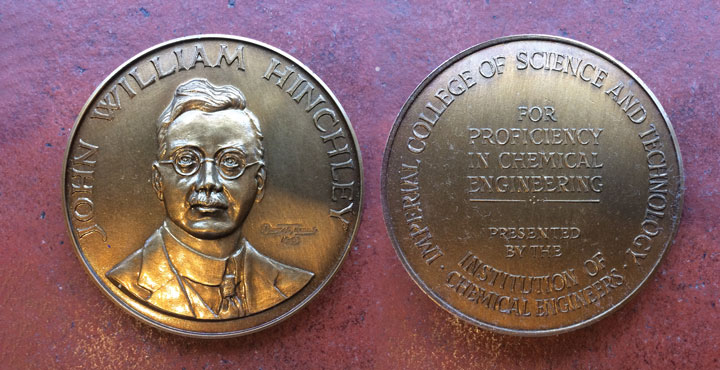 JOHN WILLIAM HINCHLEY
IMPERIAL COLLEGE OF SCIENCE AND TECHNOLOGY
FOR
PROFICIENCY
IN CHEMICAL
ENGINEERING
PRESENTED
BY THE
INSTITUTION OF
CHEMICAL ENGINEERS